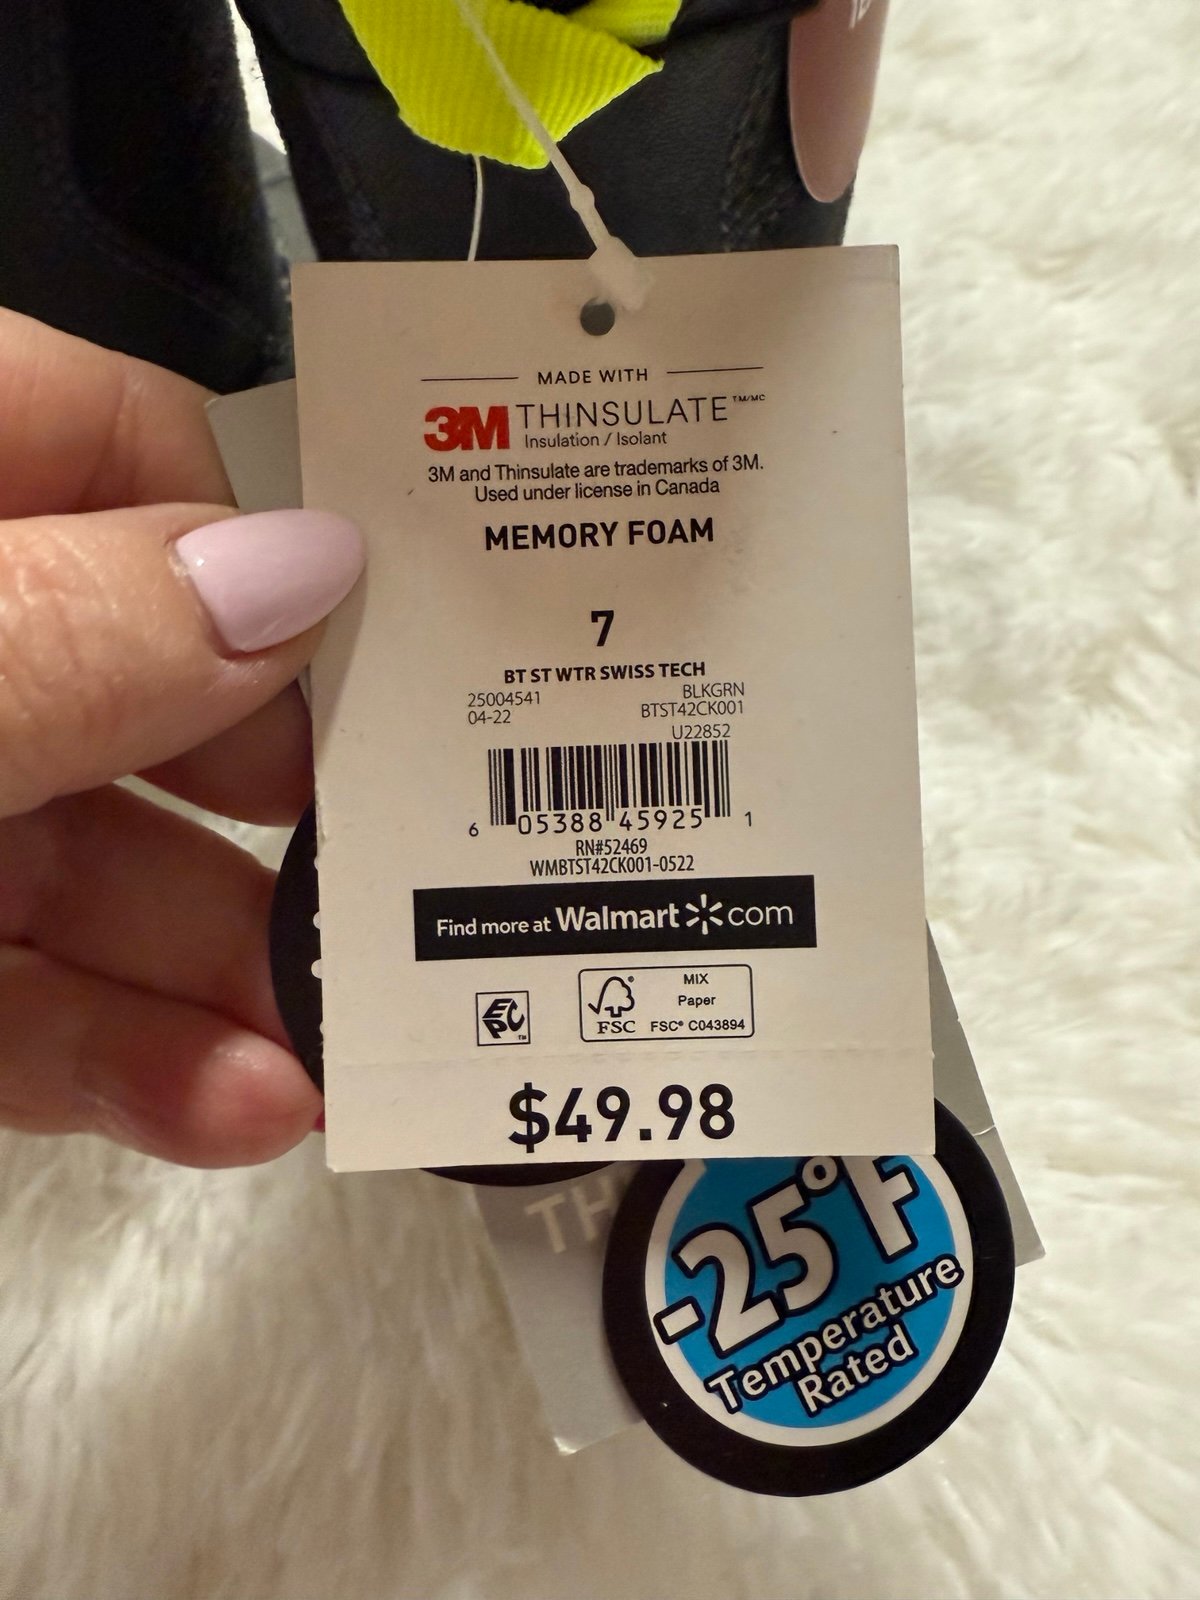 MADE WITH
3M THINSULATE™/MC
Insulation / Isolant
3M and Thinsulate are trademarks of 3M.
Used under license in Canada
MEMORY FOAM
7
BT ST WTR SWISS TECH
25004541 BLKGRN
04-22 BTST42CK001
U22852
6 05388 45925 1
RN#52469
WMBTST42CK001-0522
Find more at Walmart com
EPC™
FSC® MIX
Paper
FSC® C043894
$49.98
TH
-25°F
Temperature
Rated